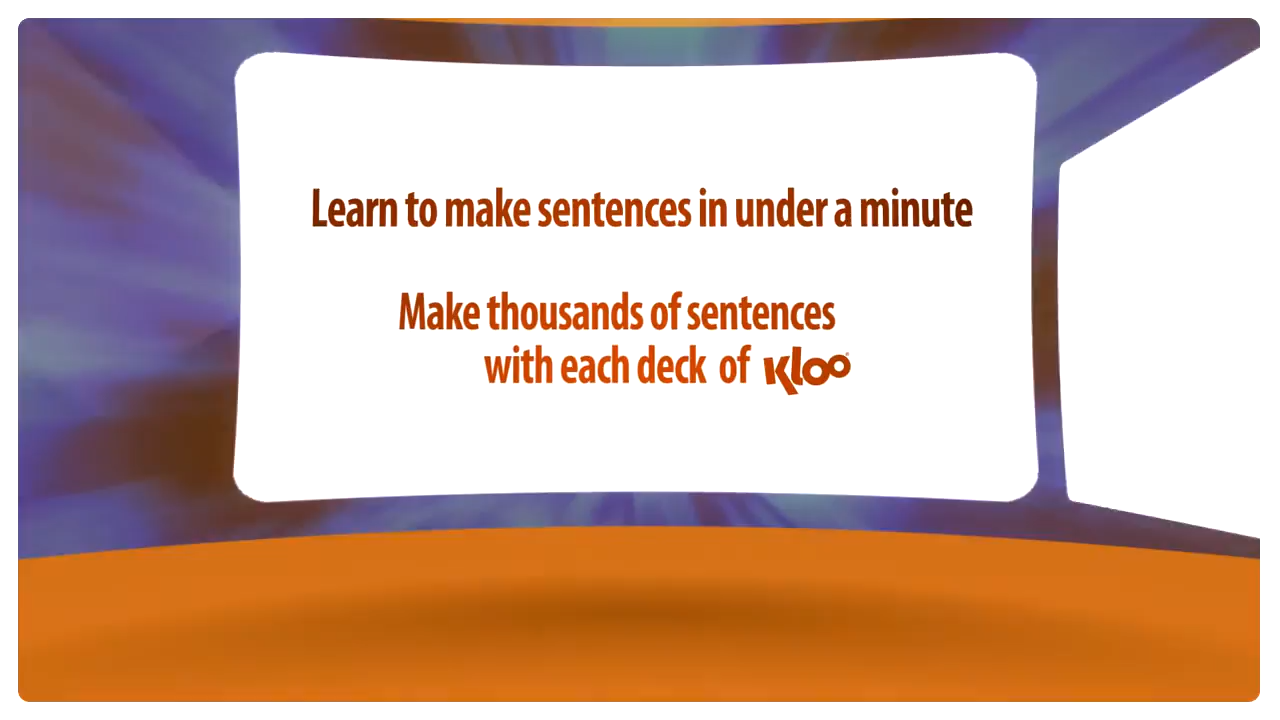 Learn to make sentences in under a minute
Make thousands of sentences
with each deck of Kloo®